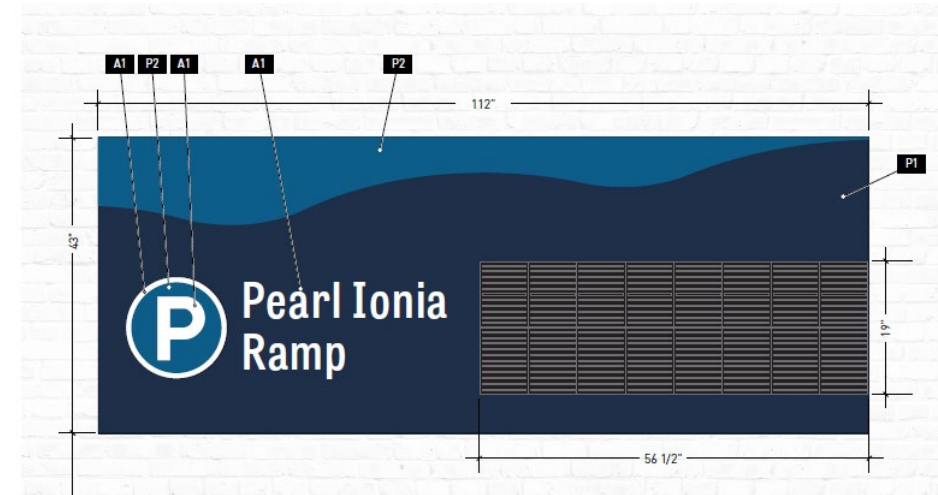 A1 P2 A1 A1 P2
112"
P1
43"
Pearl Ionia
Ramp
P
19"
56 1/2"